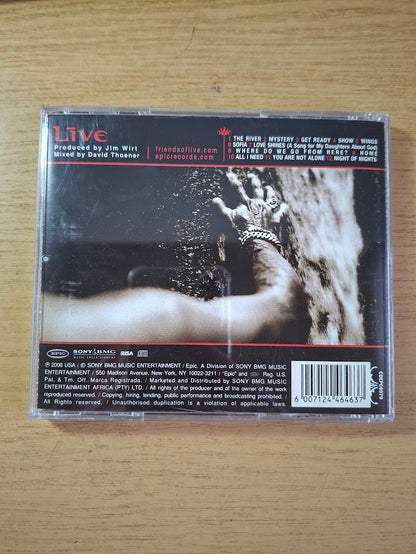 Live
Produced by Jim Wirt
Mixed by David Thoener
friendsoflive.com
epicrecords.com
1 THE RIVER 2 MYSTERY 3 GET READY 4 SHOW 5 WINGS
6 SOFIA 7 LOVE SHINES (A Song for My Daughters About God)
8 WHERE DO WE GO FROM HERE? 9 HOME
10 ALL I NEED 11 YOU ARE NOT ALONE 12 NIGHT OF NIGHTS
EPIC SONY BMG RiSA
MUSIC ENTERTAINMENT
℗ 2006 USA / © SONY BMG MUSIC ENTERTAINMENT / Epic, A Division of SONY BMG MUSIC
ENTERTAINMENT / 550 Madison Avenue, New York, NY 10022-3211 / "Epic" and Reg. U.S.
Pat. & Tm. Off. Marca Registrada. / Marketed and Distributed by SONY BMG MUSIC
ENTERTAINMENT AFRICA (PTY) LTD. / All rights of the producer and of the owner of the work
reproduced reserved. / Copying, hiring, lending, public performance and broadcasting prohibited. /
All Rights reserved. / Unauthorised duplication is a violation of applicable laws.
6 007124 464637
CDEPC6979